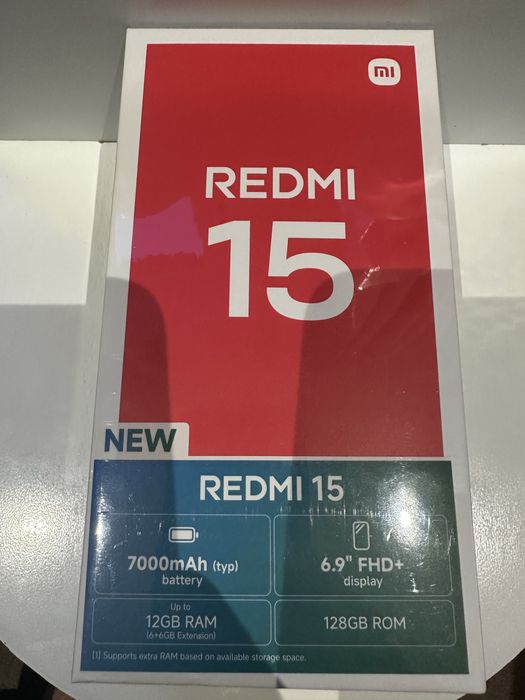 mi
REDMI
15
NEW
REDMI 15
7000mAh (typ)
battery
6.9" FHD+
display
Up to
12GB RAM
(6+6GB Extension)
128GB ROM
[1] Supports extra RAM based on available storage space.